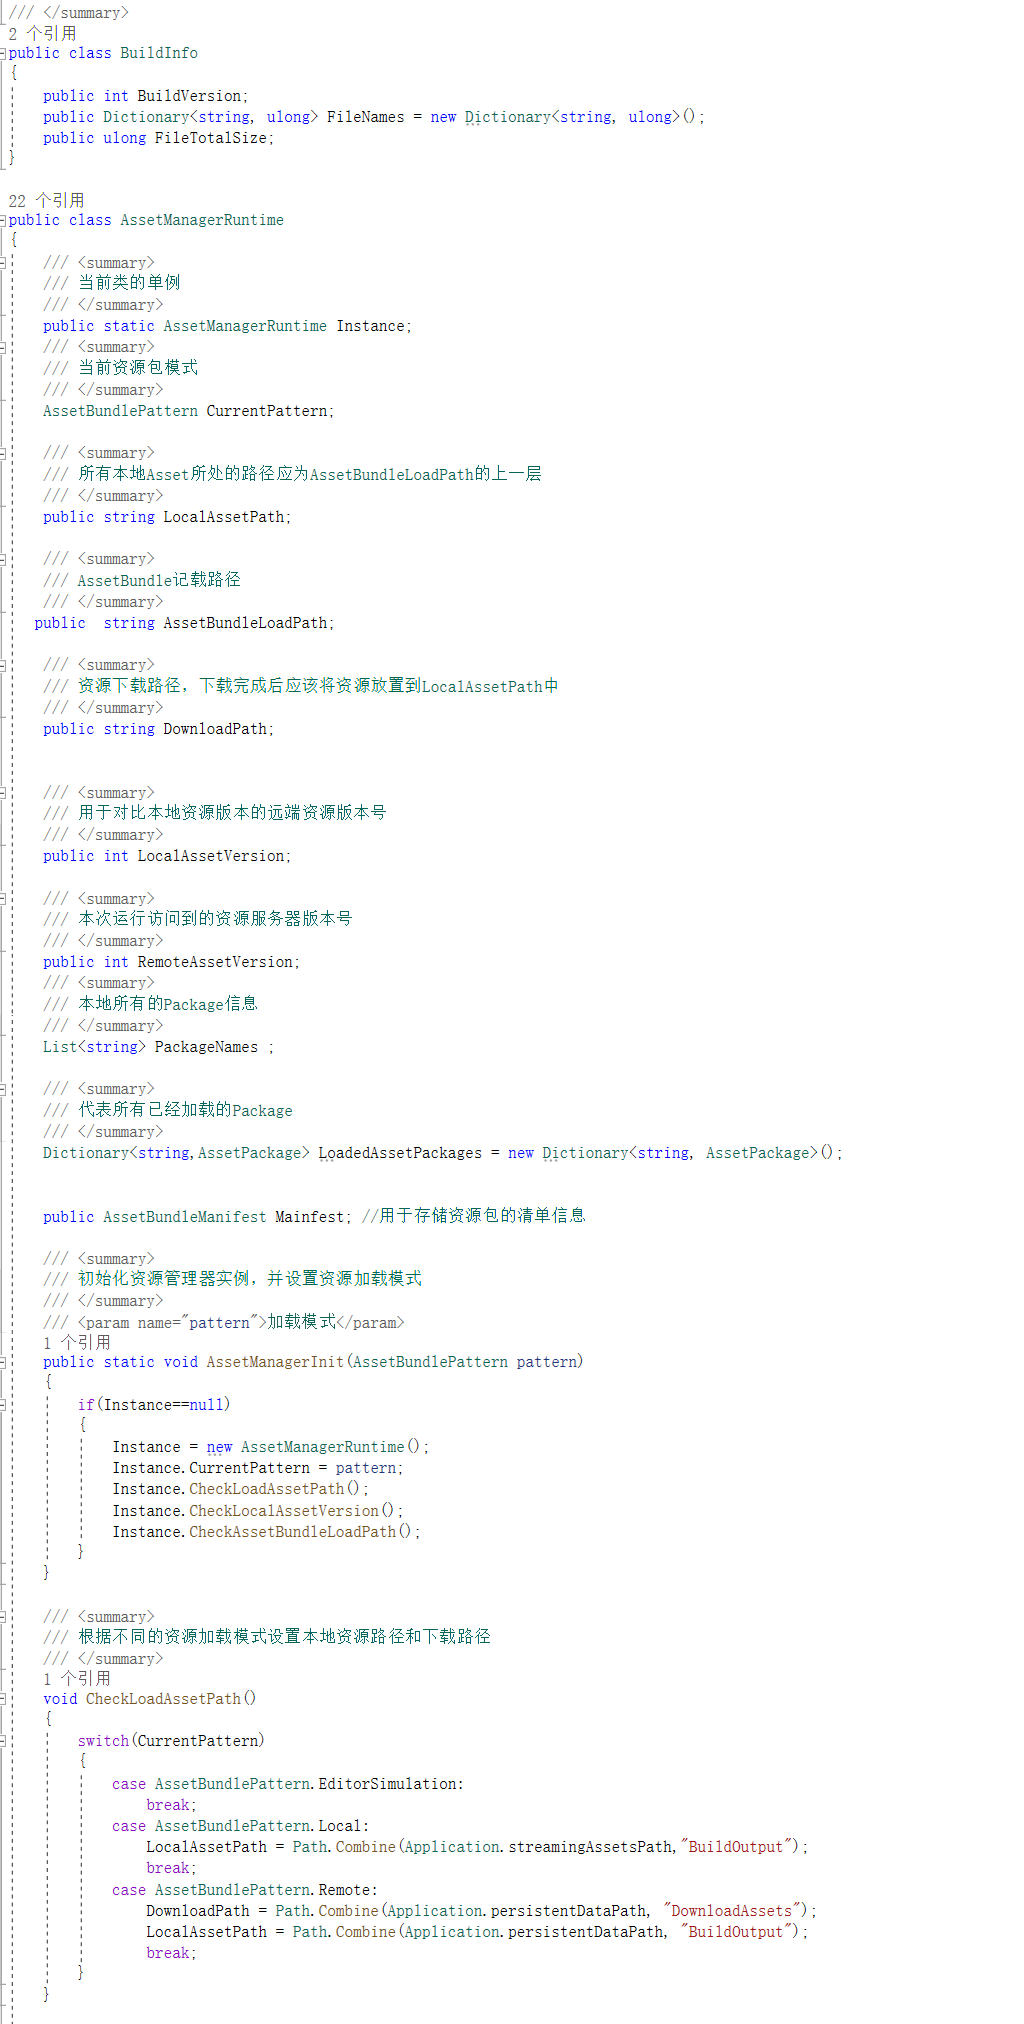 /// </summary>
2 个引用
public class BuildInfo
{
public int BuildVersion;
public Dictionary<string, ulong> FileNames = new Dictionary<string, ulong>();
public ulong FileTotalSize;
}
22 个引用
public class AssetManagerRuntime
{
/// <summary>
/// 当前类的单例
/// </summary>
public static AssetManagerRuntime Instance;
/// <summary>
/// 当前资源包模式
/// </summary>
AssetBundlePattern CurrentPattern;
/// <summary>
/// 所有本地Asset所处的路径应为AssetBundleLoadPath的上一层
/// </summary>
public string LocalAssetPath;
/// <summary>
/// AssetBundle记载路径
/// </summary>
public  string AssetBundleLoadPath;
/// <summary>
/// 资源下载路径，下载完成后应该将资源放置到LocalAssetPath中
/// </summary>
public string DownloadPath;
/// <summary>
/// 用于对比本地资源版本的远端资源版本号
/// </summary>
public int LocalAssetVersion;
/// <summary>
/// 本次运行访问到的资源服务器版本号
/// </summary>
public int RemoteAssetVersion;
/// <summary>
/// 本地所有的Package信息
/// </summary>
List<string> PackageNames ;
/// <summary>
/// 代表所有已经加载的Package
/// </summary>
Dictionary<string,AssetPackage> LoadedAssetPackages = new Dictionary<string, AssetPackage>();
public AssetBundleManifest Mainfest; //用于存储资源包的清单信息
/// <summary>
/// 初始化资源管理器实例，并设置资源加载模式
/// </summary>
/// <param name="pattern">加载模式</param>
1 个引用
public static void AssetManagerInit(AssetBundlePattern pattern)
{
if(Instance==null)
{
Instance = new AssetManagerRuntime();
Instance.CurrentPattern = pattern;
Instance.CheckLoadAssetPath();
Instance.CheckLocalAssetVersion();
Instance.CheckAssetBundleLoadPath();
}
}
/// <summary>
/// 根据不同的资源加载模式设置本地资源路径和下载路径
/// </summary>
1 个引用
void CheckLoadAssetPath()
{
switch(CurrentPattern)
{
case AssetBundlePattern.EditorSimulation:
break;
case AssetBundlePattern.Local:
LocalAssetPath = Path.Combine(Application.streamingAssetsPath,"BuildOutput");
break;
case AssetBundlePattern.Remote:
DownloadPath = Path.Combine(Application.persistentDataPath, "DownloadAssets");
LocalAssetPath = Path.Combine(Application.persistentDataPath, "BuildOutput");
break;
}
}